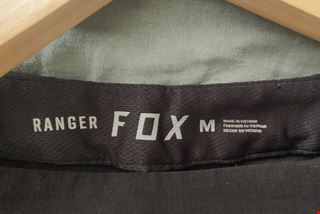 RANGER FOX M
MADE IN VIETNAM
FABRIQUÉ AU VIETNAM
HECHO EN VIETNAM